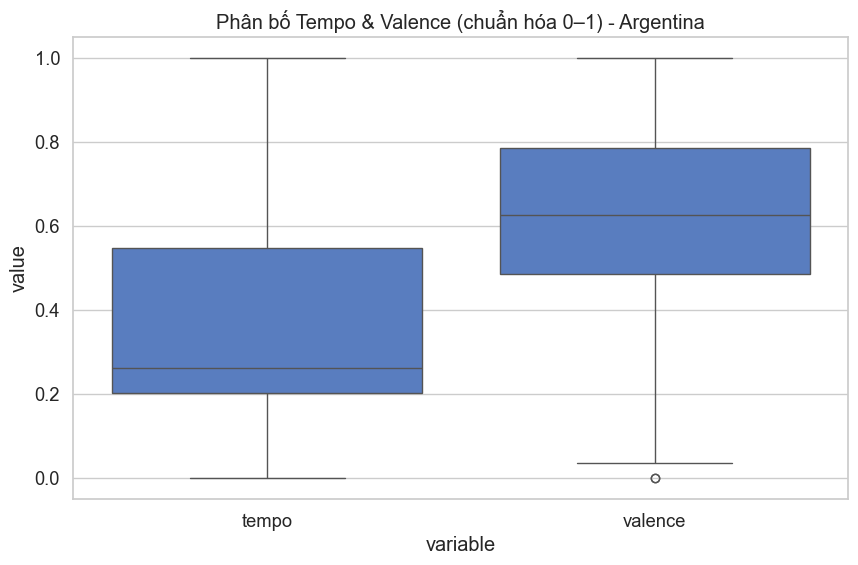 Phân bố Tempo & Valence (chuẩn hóa 0–1) - Argentina
1.0
0.8
0.6
0.4
0.2
0.0
value
tempo valence
variable